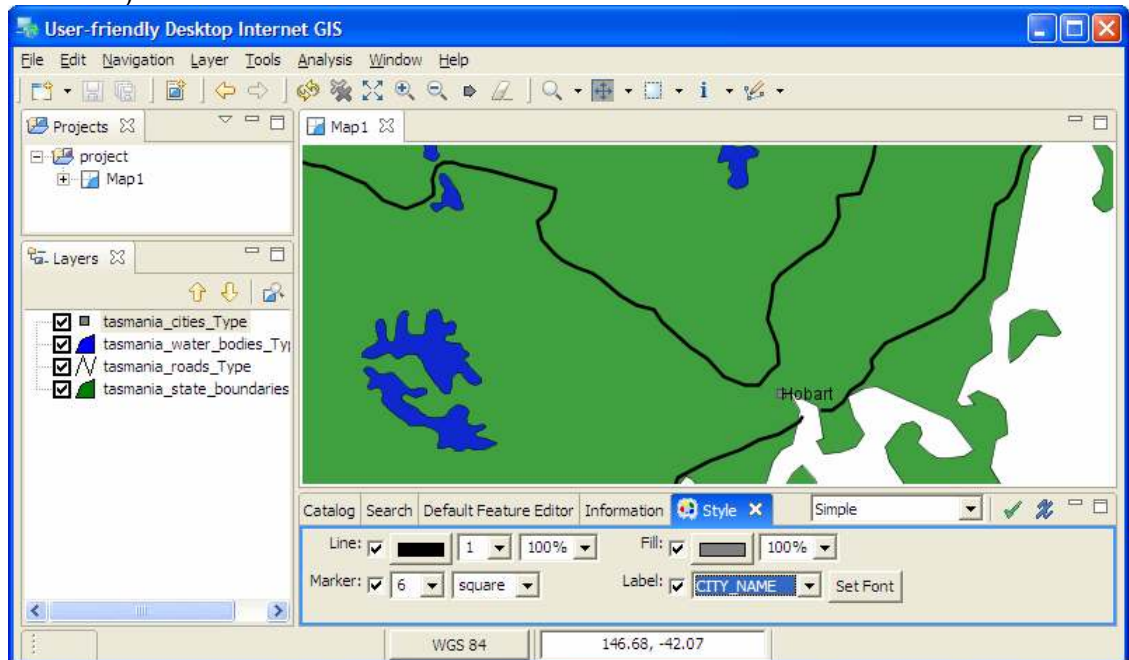 )
User-friendly Desktop Internet GIS
File Edit Navigation Layer Tools Analysis Window Help
Projects
project
Map1
Layers
tasmania_cities_Type
tasmania_water_bodies_Ty
tasmania_roads_Type
tasmania_state_boundaries
Map1
Hobart
Catalog Search Default Feature Editor Information Style Simple
Line: 1 100% Fill: 100%
Marker: 6 square Label: CITY_NAME Set Font
WGS 84 146.68, -42.07